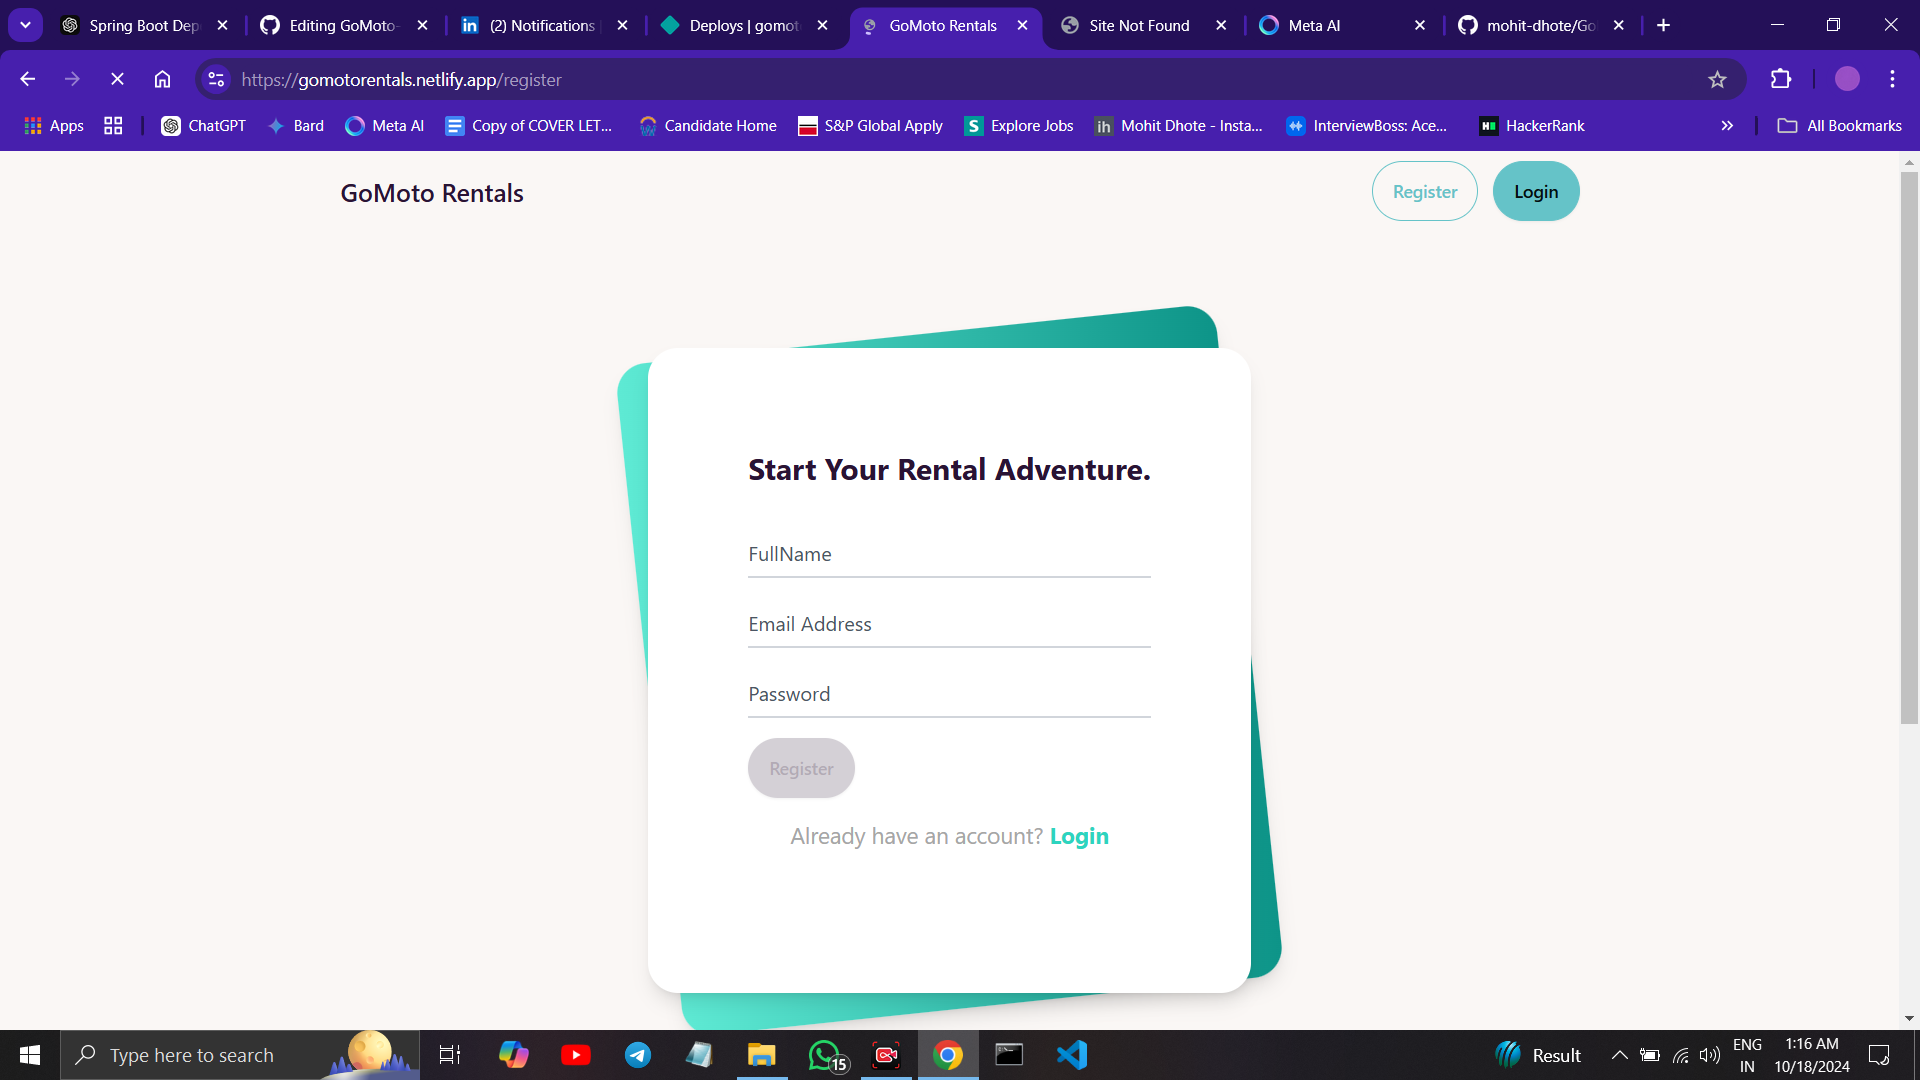 Spring Boot Dep
Editing GoMoto-
(2) Notifications
Deploys | gomot
GoMoto Rentals
Site Not Found
Meta AI
mohit-dhote/Go
https://gomotorentals.netlify.app/register
Apps
ChatGPT
Bard
Meta AI
Copy of COVER LET...
Candidate Home
S&P Global Apply
Explore Jobs
Mohit Dhote - Insta...
InterviewBoss: Ace...
HackerRank
All Bookmarks
GoMoto Rentals
Register
Login
Start Your Rental Adventure.
FullName
Email Address
Password
Register
Already have an account? Login
Type here to search
15
Result
ENG
IN
1:16 AM
10/18/2024